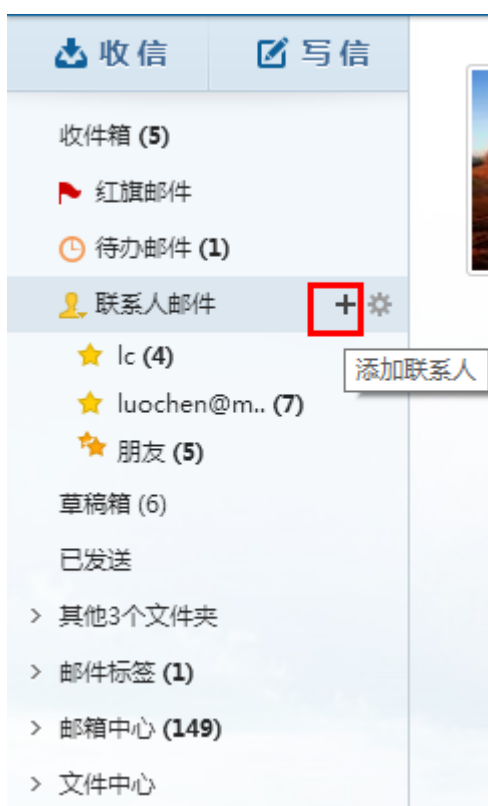 收信 写信
收件箱 (5)
红旗邮件
待办邮件 (1)
联系人邮件
添加联系人
lc (4)
luochen@m.. (7)
朋友 (5)
草稿箱 (6)
已发送
其他3个文件夹
邮件标签 (1)
邮箱中心 (149)
文件中心